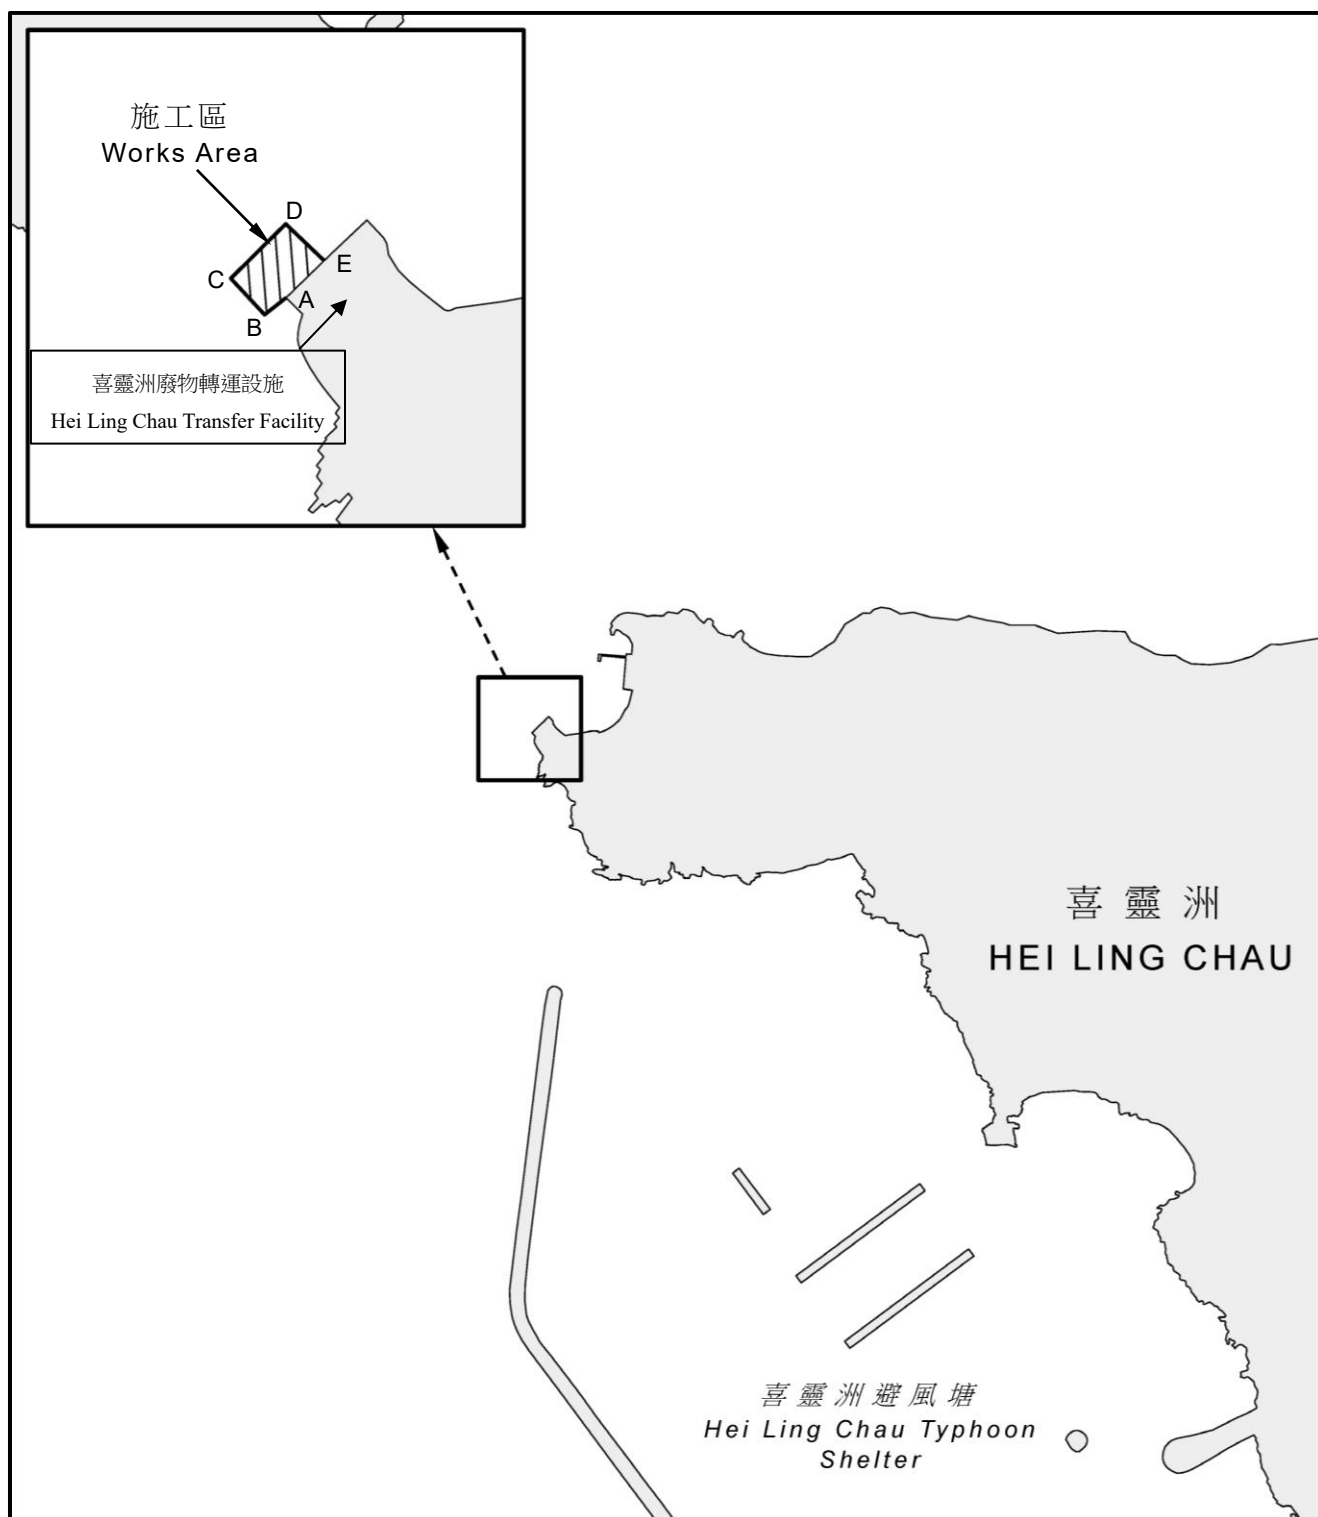 施工區
Works Area
D
C
E
A
B
喜靈洲廢物轉運設施
Hei Ling Chau Transfer Facility
喜靈洲
HEI LING CHAU
喜靈洲避風塘
Hei Ling Chau Typhoon
Shelter